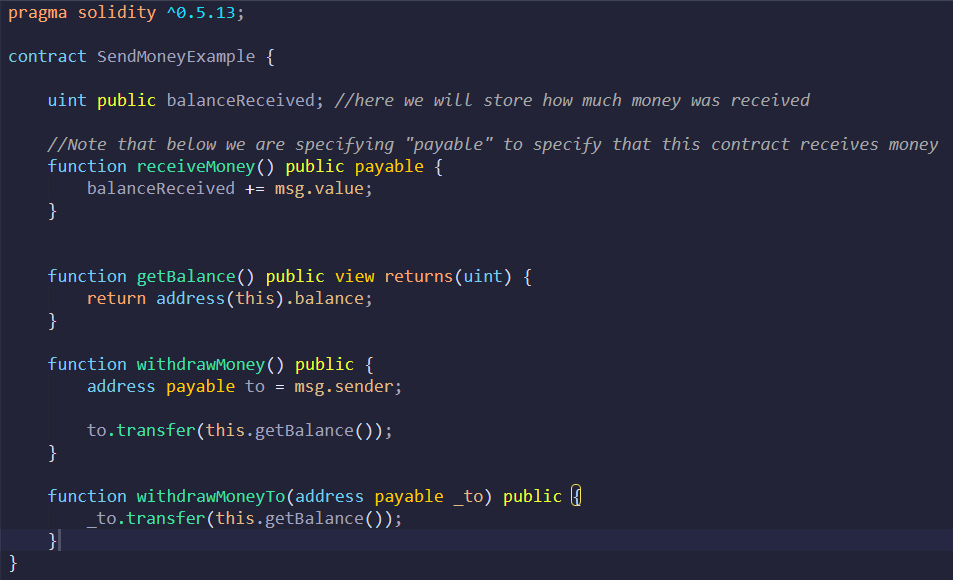 pragma solidity ^0.5.13;
contract SendMoneyExample {
uint public balanceReceived; //here we will store how much money was received
//Note that below we are specifying "payable" to specify that this contract receives money
function receiveMoney() public payable {
balanceReceived += msg.value;
}
function getBalance() public view returns(uint) {
return address(this).balance;
}
function withdrawMoney() public {
address payable to = msg.sender;
to.transfer(this.getBalance());
}
function withdrawMoneyTo(address payable _to) public {
_to.transfer(this.getBalance());
}
}